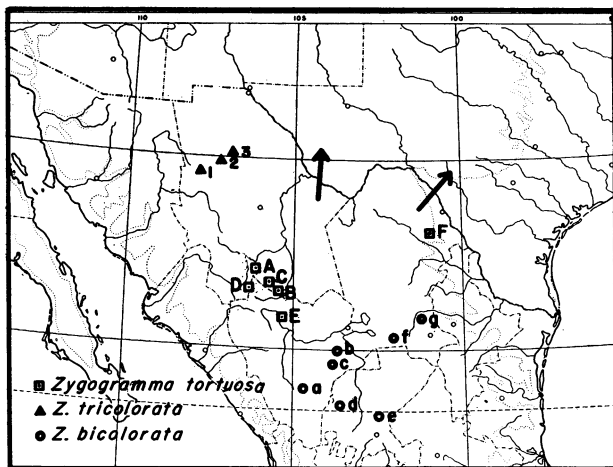 110 105 100
3
2
1
F
A
C
D
B
E
g
f
b
c
a
d
e
Zygogramma tortuosa
Z. tricolorata
Z. bicolorata